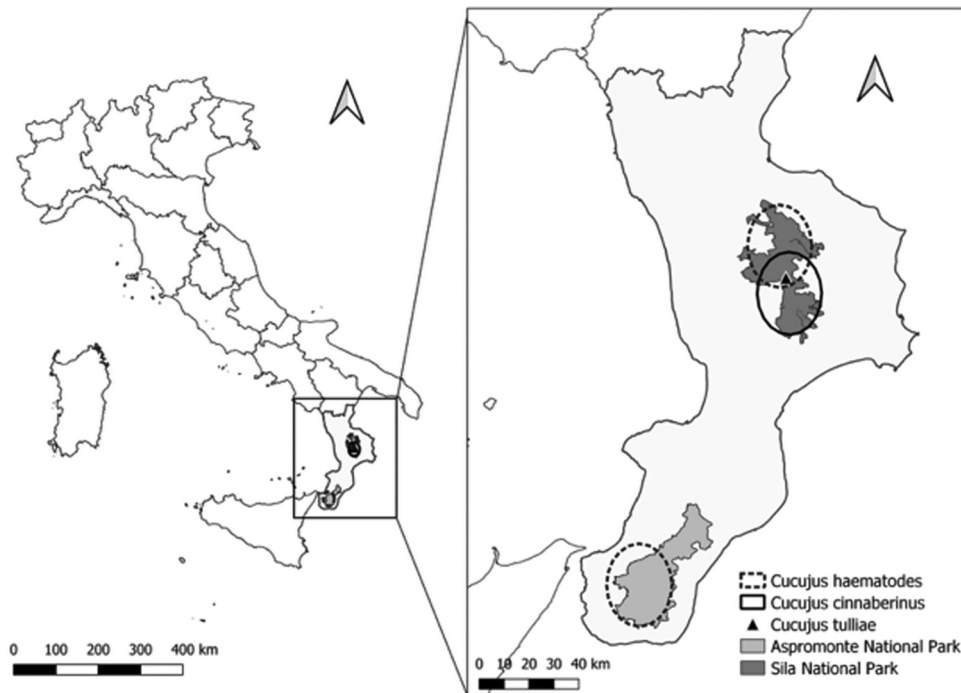 Cucujus haematodes
Cucujus cinnaberinus
Cucujus tulliae
Aspromonte National Park
Sila National Park
0 100 200 300 400 km
0 10 20 30 40 km